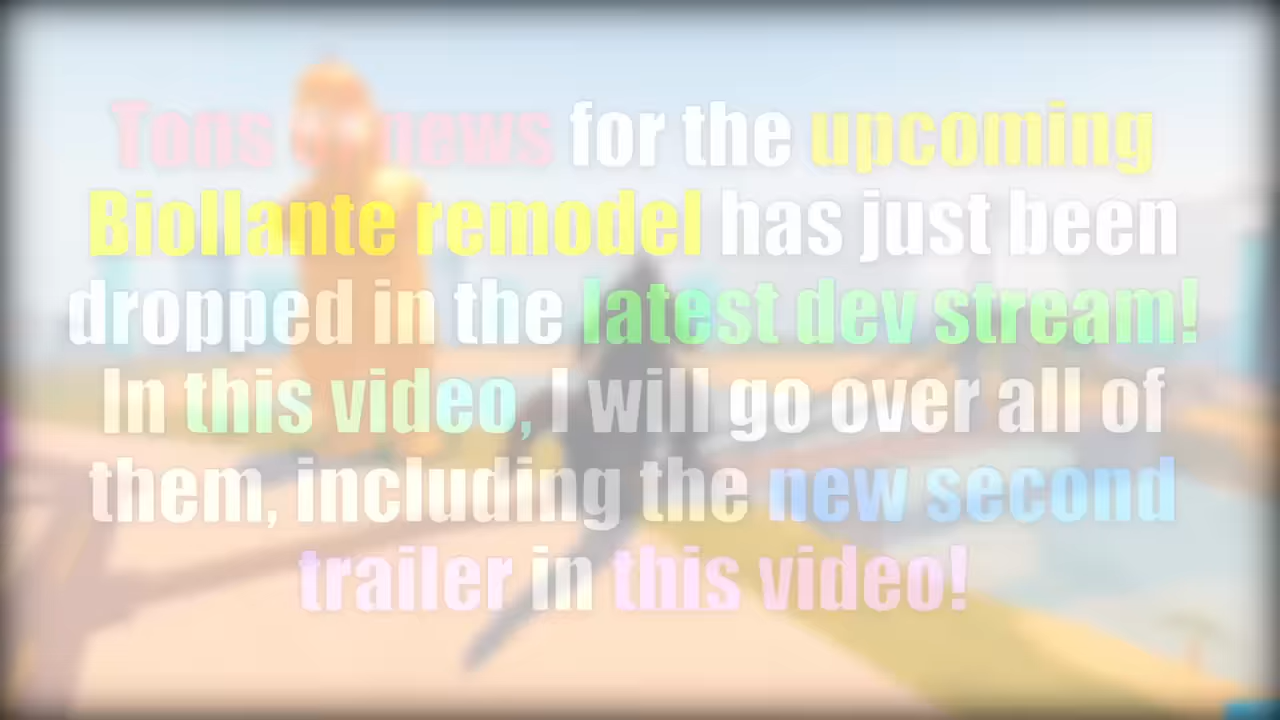 Tons of news for the upcoming
Biollante remodel has just been
dropped in the latest dev stream!
In this video, I will go over all of
them, including the new second
trailer in this video!